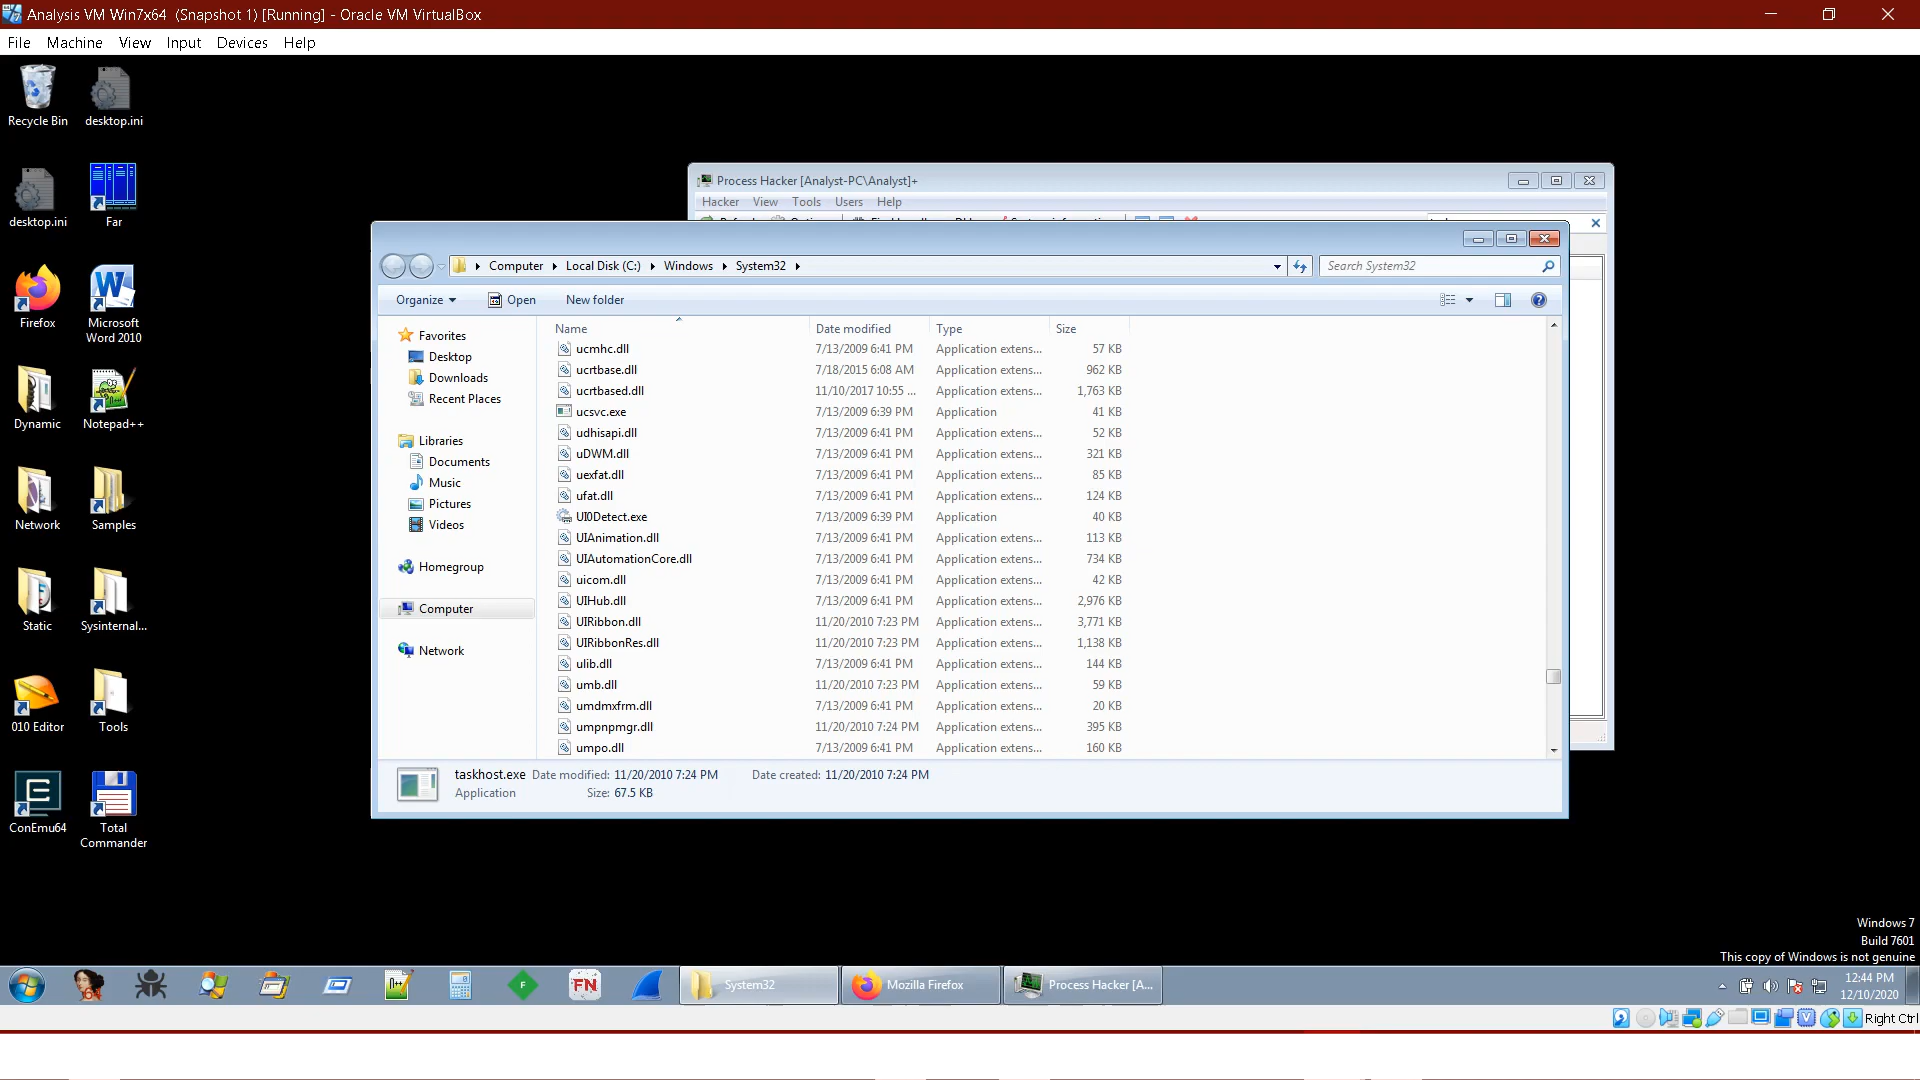 Analysis VM Win7x64 (Snapshot 1) [Running] - Oracle VM VirtualBox
File Machine View Input Devices Help
Recycle Bin
desktop.ini
desktop.ini
Far
Firefox
Microsoft Word 2010
Dynamic
Notepad++
Network
Samples
Static
Sysinternal...
010 Editor
Tools
ConEmu64
Total Commander
Process Hacker [Analyst-PC\Analyst]+
Hacker View Tools Users Help
Computer Local Disk (C:) Windows System32
Search System32
Organize Open New folder
Favorites
Desktop
Downloads
Recent Places
Libraries
Documents
Music
Pictures
Videos
Homegroup
Computer
Network
Name Date modified Type Size
ucmhc.dll 7/13/2009 6:41 PM Application extens... 57 KB
ucrtbase.dll 7/18/2015 6:08 AM Application extens... 962 KB
ucrtbased.dll 11/10/2017 10:55 ... Application extens... 1,763 KB
ucsvc.exe 7/13/2009 6:39 PM Application 41 KB
udhisapi.dll 7/13/2009 6:41 PM Application extens... 52 KB
uDWM.dll 7/13/2009 6:41 PM Application extens... 321 KB
uexfat.dll 7/13/2009 6:41 PM Application extens... 85 KB
ufat.dll 7/13/2009 6:41 PM Application extens... 124 KB
UI0Detect.exe 7/13/2009 6:39 PM Application 40 KB
UIAnimation.dll 7/13/2009 6:41 PM Application extens... 113 KB
UIAutomationCore.dll 7/13/2009 6:41 PM Application extens... 734 KB
uicom.dll 7/13/2009 6:41 PM Application extens... 42 KB
UIHub.dll 7/13/2009 6:41 PM Application extens... 2,976 KB
UIRibbon.dll 11/20/2010 7:23 PM Application extens... 3,771 KB
UIRibbonRes.dll 11/20/2010 7:23 PM Application extens... 1,138 KB
ulib.dll 7/13/2009 6:41 PM Application extens... 144 KB
umb.dll 11/20/2010 7:23 PM Application extens... 59 KB
umdmxfrm.dll 7/13/2009 6:41 PM Application extens... 20 KB
umpnpmgr.dll 11/20/2010 7:24 PM Application extens... 395 KB
umpo.dll 7/13/2009 6:41 PM Application extens... 160 KB
taskhost.exe Date modified: 11/20/2010 7:24 PM Date created: 11/20/2010 7:24 PM
Application Size: 67.5 KB
Windows 7
Build 7601
This copy of Windows is not genuine
System32 Mozilla Firefox Process Hacker [A...
12:44 PM
12/10/2020
Right Ctrl